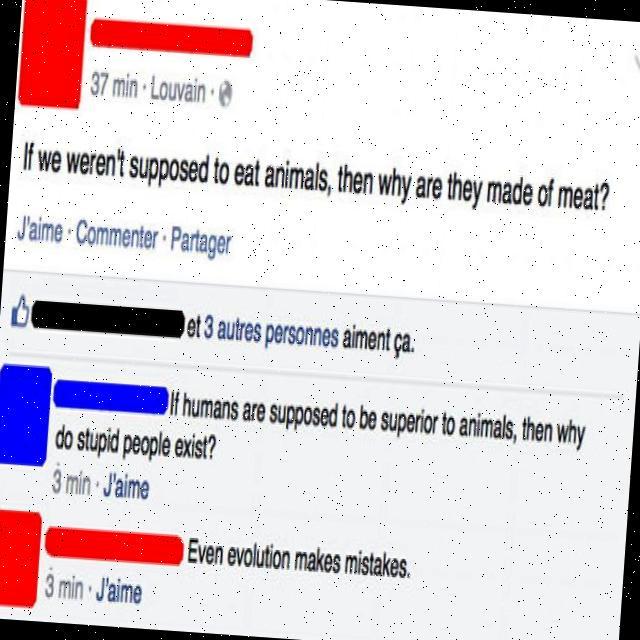 37 min · Louvain ·
If we weren't supposed to eat animals, then why are they made of meat?
J'aime · Commenter · Partager
et 3 autres personnes aiment ça.
If humans are supposed to be superior to animals, then why
do stupid people exist?
3 min · J'aime
Even evolution makes mistakes.
3 min · J'aime